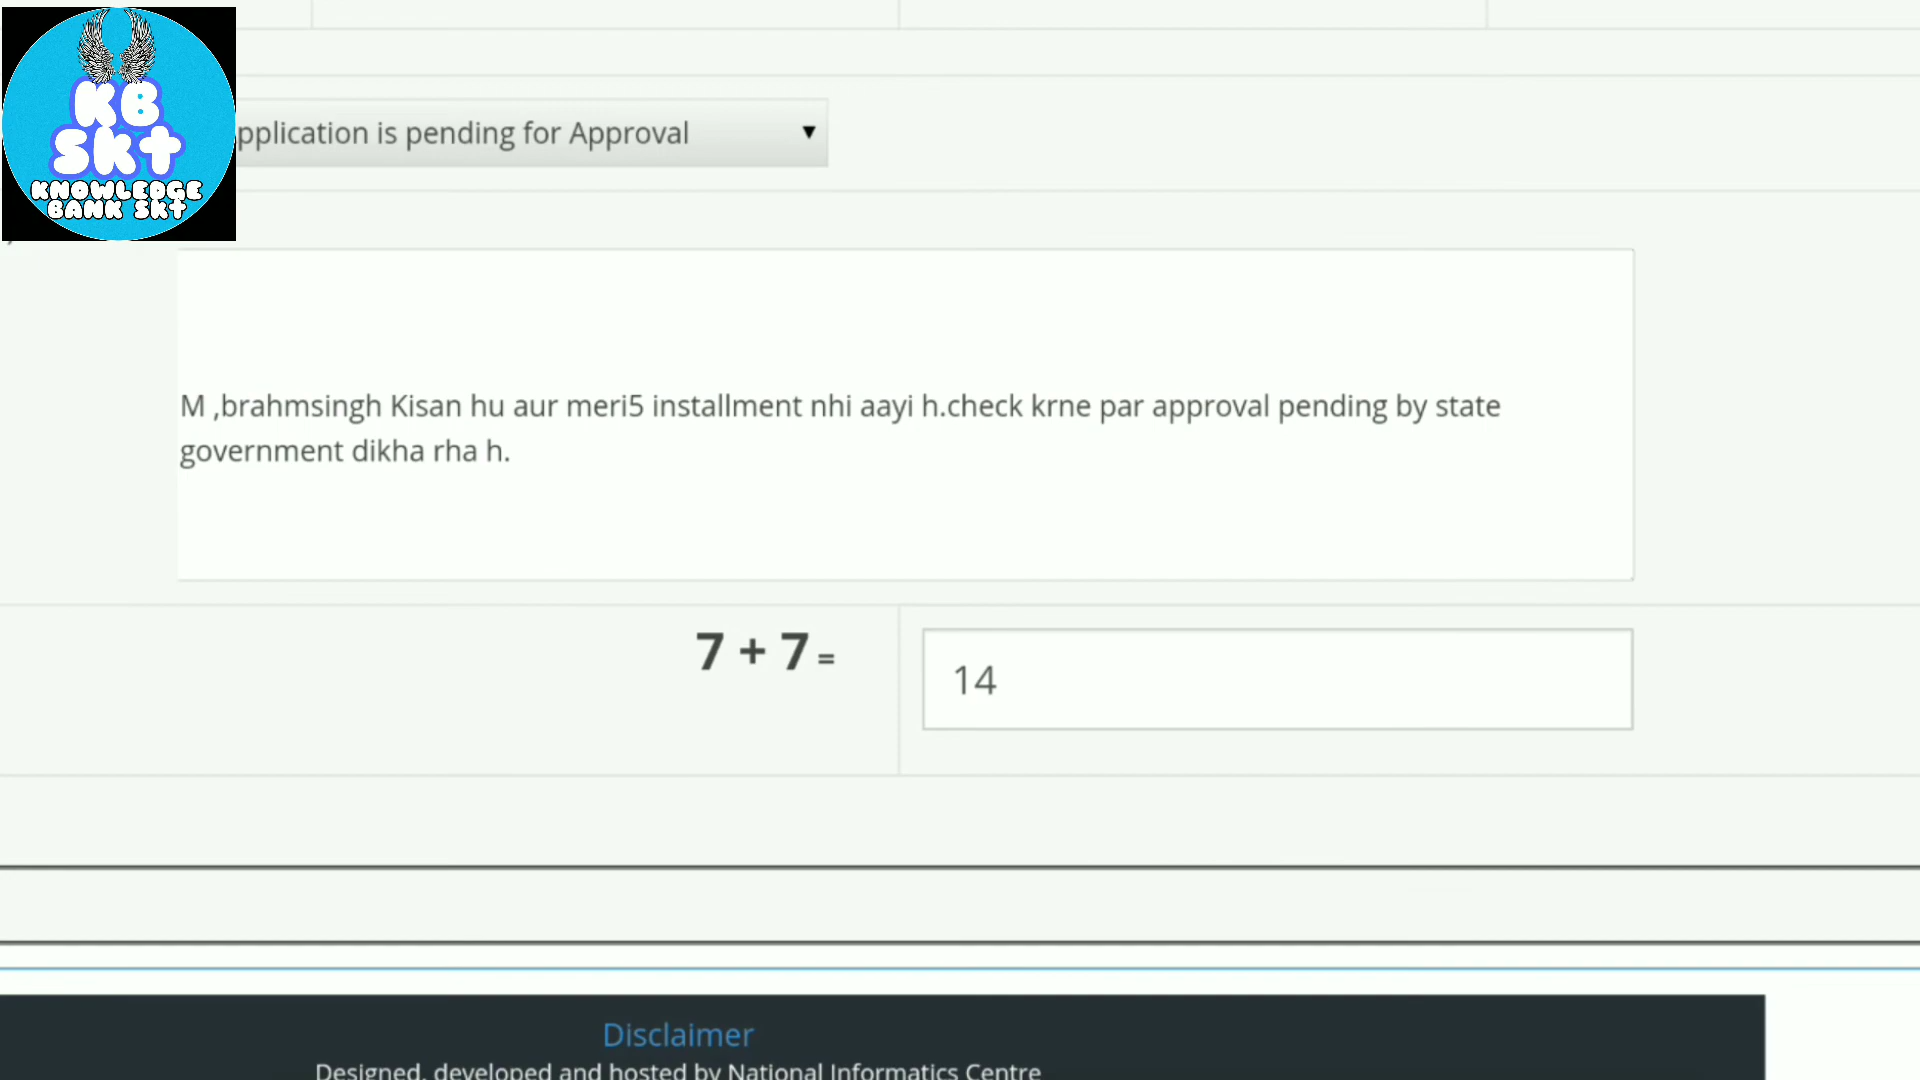 KB
SKT
KNOWLEDGE
BANK SKT
pplication is pending for Approval
M ,brahmsingh Kisan hu aur meri5 installment nhi aayi h.check krne par approval pending by state
government dikha rha h.
7 + 7 =
14
Disclaimer
Designed, developed and hosted by National Informatics Centre